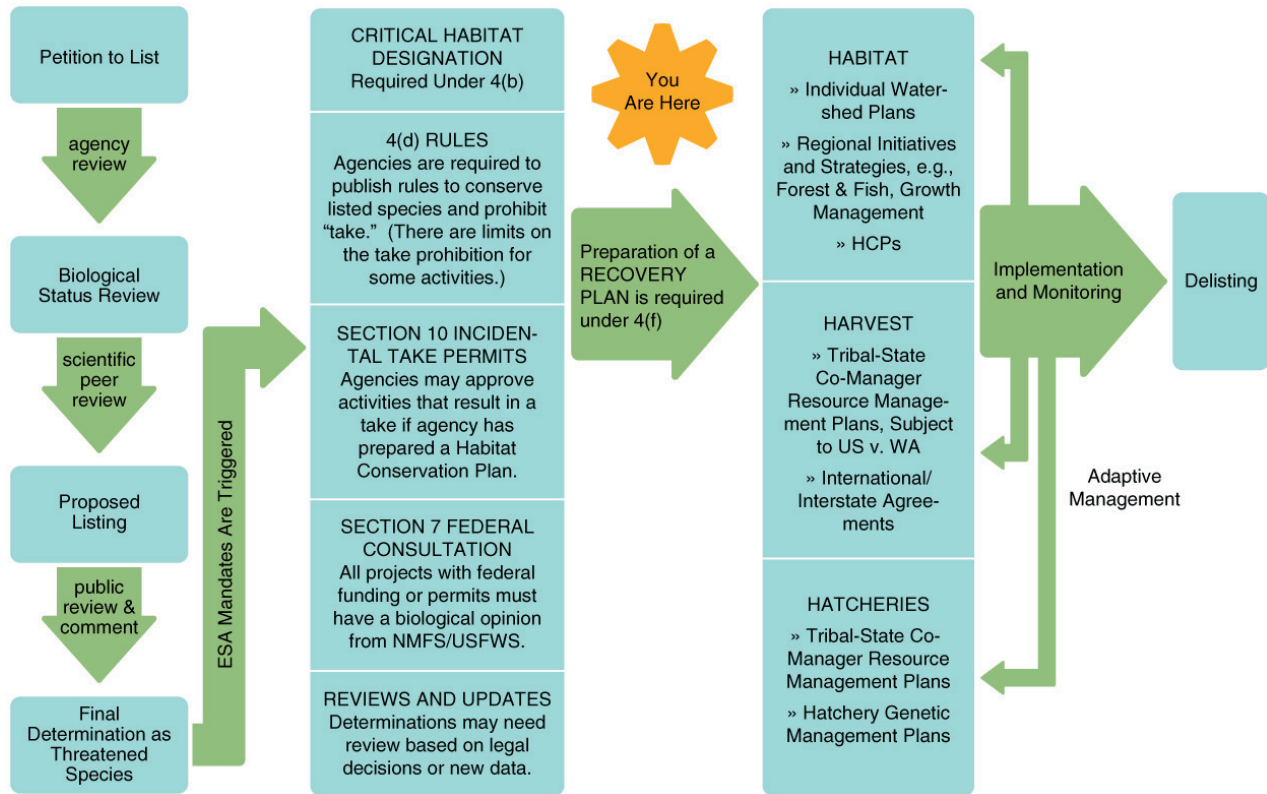 Petition to List
agency
review
Biological
Status Review
scientific
peer
review
Proposed
Listing
public
review &
comment
Final
Determination as
Threatened
Species
ESA Mandates Are Triggered
CRITICAL HABITAT
DESIGNATION
Required Under 4(b)
4(d) RULES
Agencies are required to
publish rules to conserve
listed species and prohibit
“take.” (There are limits on
the take prohibition for
some activities.)
SECTION 10 INCIDEN-
TAL TAKE PERMITS
Agencies may approve
activities that result in a
take if agency has
prepared a Habitat
Conservation Plan.
SECTION 7 FEDERAL
CONSULTATION
All projects with federal
funding or permits must
have a biological opinion
from NMFS/USFWS.
REVIEWS AND UPDATES
Determinations may need
review based on legal
decisions or new data.
You
Are Here
Preparation of a
RECOVERY
PLAN is required
under 4(f)
HABITAT
» Individual Water-
shed Plans
» Regional Initiatives
and Strategies, e.g.,
Forest & Fish, Growth
Management
» HCPs
HARVEST
» Tribal-State
Co-Manager
Resource Manage-
ment Plans, Subject
to US v. WA
» International/
Interstate Agree-
ments
HATCHERIES
» Tribal-State Co-
Manager Resource
Management Plans
» Hatchery Genetic
Management Plans
Implementation
and Monitoring
Adaptive
Management
Delisting